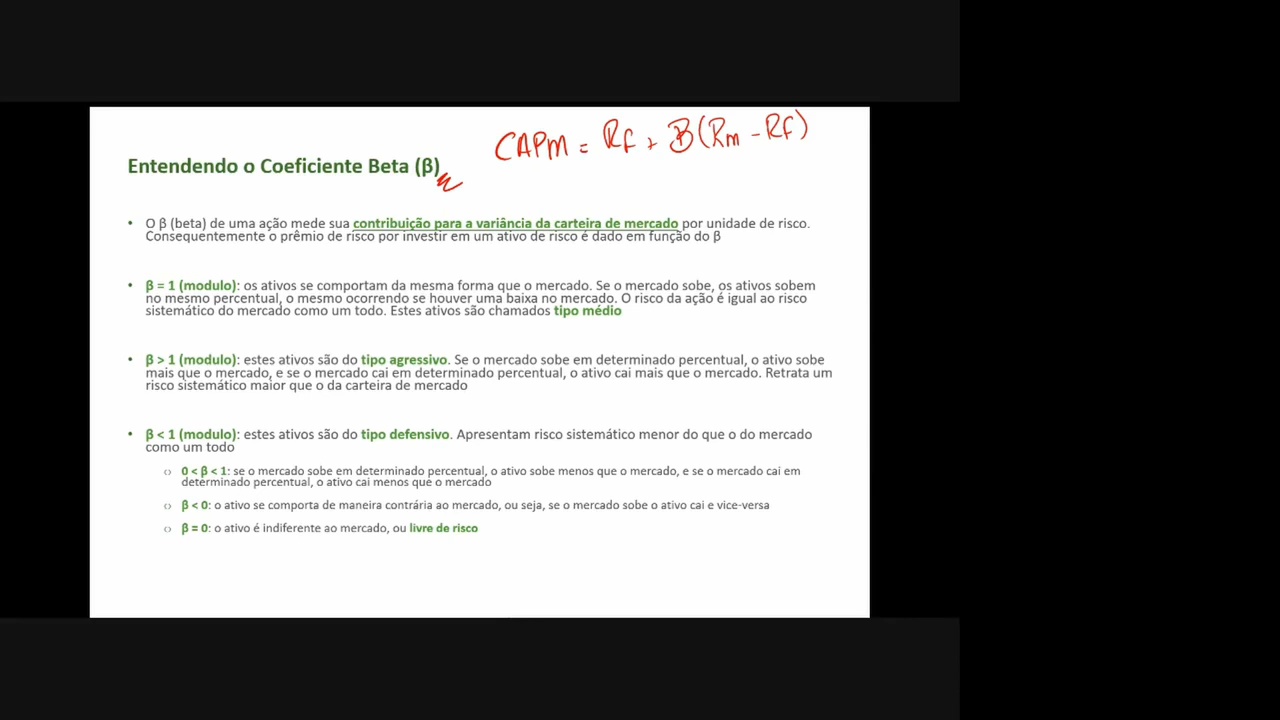 CAPM = Rf + B(Rm - Rf)
Entendendo o Coeficiente Beta (β)
• O β (beta) de uma ação mede sua contribuição para a variância da carteira de mercado por unidade de risco.
Consequentemente o prêmio de risco por investir em um ativo de risco é dado em função do β
• β = 1 (modulo): os ativos se comportam da mesma forma que o mercado. Se o mercado sobe, os ativos sobem
no mesmo percentual, o mesmo ocorrendo se houver uma baixa no mercado. O risco da ação é igual ao risco
sistemático do mercado como um todo. Estes ativos são chamados tipo médio
• β > 1 (modulo): estes ativos são do tipo agressivo. Se o mercado sobe em determinado percentual, o ativo sobe
mais que o mercado, e se o mercado cai em determinado percentual, o ativo cai mais que o mercado. Retrata um
risco sistemático maior que o da carteira de mercado
• β < 1 (modulo): estes ativos são do tipo defensivo. Apresentam risco sistemático menor do que o do mercado
como um todo
‹› 0 < β < 1: se o mercado sobe em determinado percentual, o ativo sobe menos que o mercado, e se o mercado cai em
determinado percentual, o ativo cai menos que o mercado
‹› β < 0: o ativo se comporta de maneira contrária ao mercado, ou seja, se o mercado sobe o ativo cai e vice-versa
‹› β = 0: o ativo é indiferente ao mercado, ou livre de risco